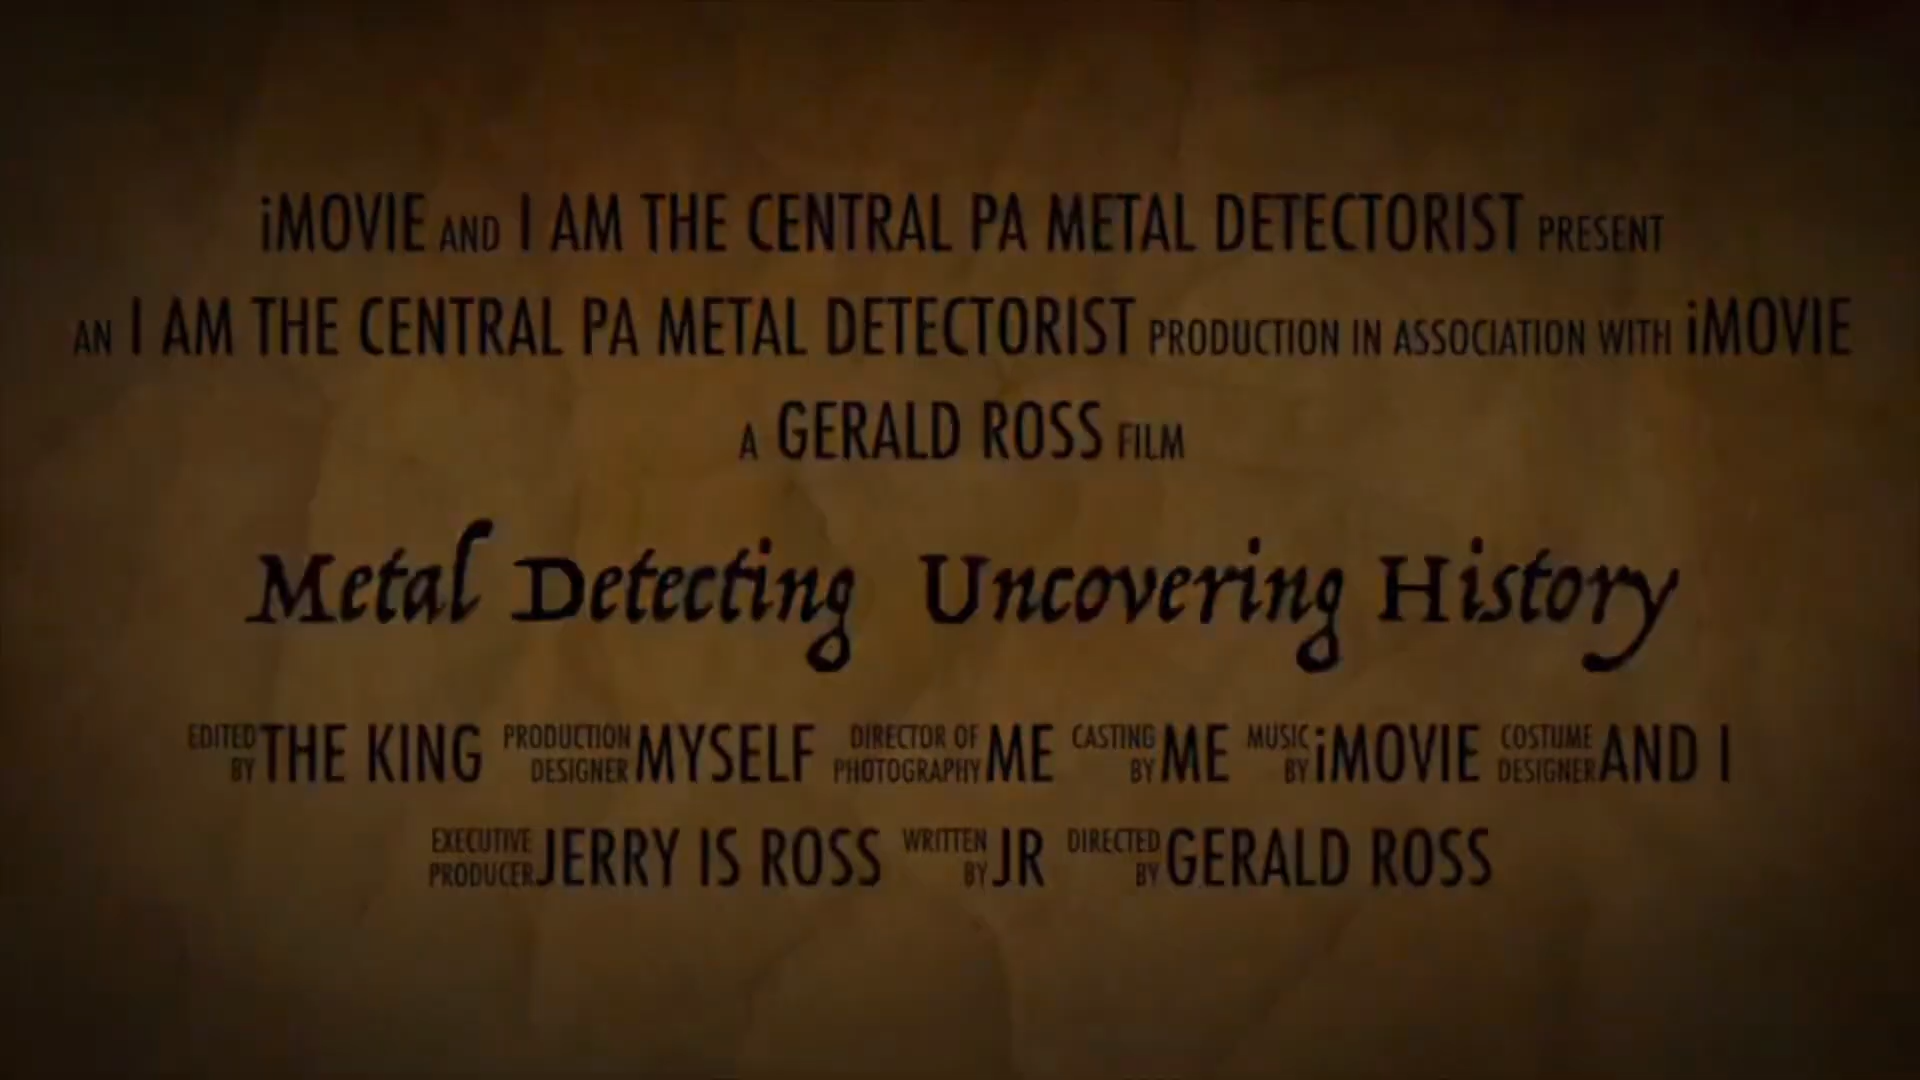 iMOVIE AND I AM THE CENTRAL PA METAL DETECTORIST PRESENT
AN I AM THE CENTRAL PA METAL DETECTORIST PRODUCTION IN ASSOCIATION WITH iMOVIE
A GERALD ROSS FILM
Metal Detecting Uncovering History
EDITED BY THE KING PRODUCTION DESIGNER MYSELF DIRECTOR OF PHOTOGRAPHY ME CASTING BY ME MUSIC BY iMOVIE COSTUME DESIGNER AND I
EXECUTIVE PRODUCER JERRY IS ROSS WRITTEN BY JR DIRECTED BY GERALD ROSS